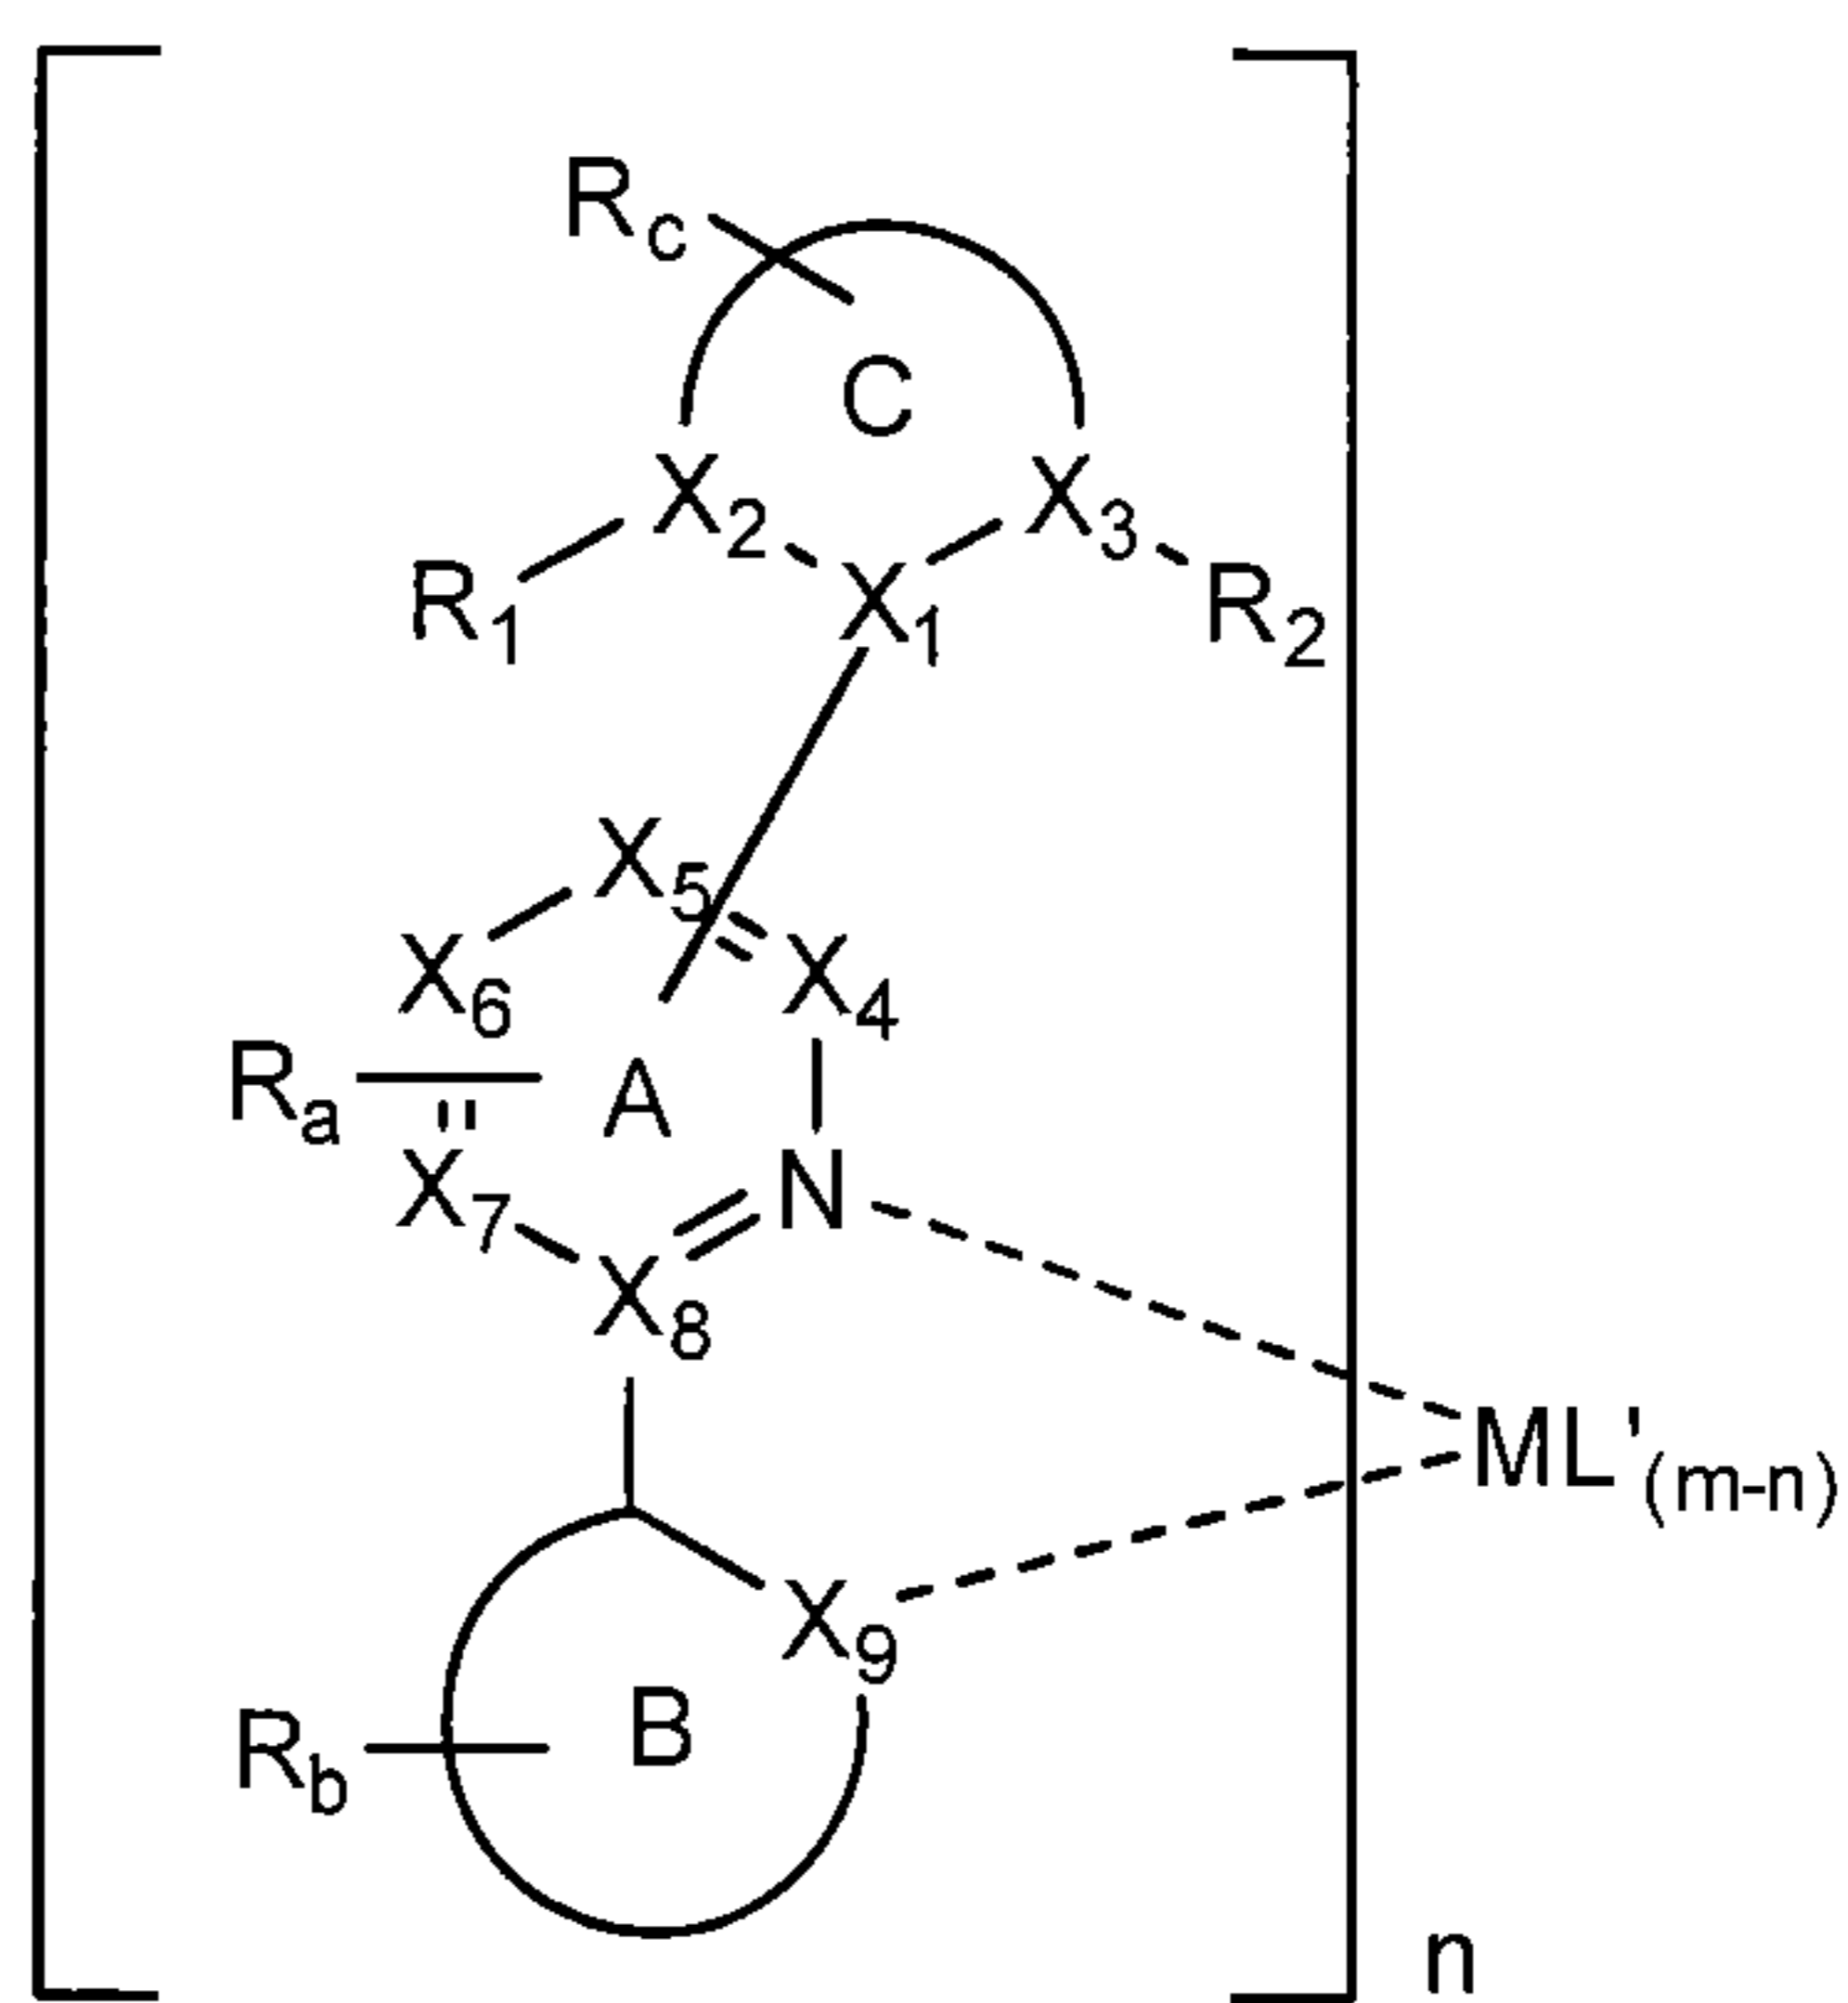 Rc
C
X2 X3
R1 X1 R2
X5
X6 X4
Ra A
X7 N
X8
ML'(m-n)
X9
Rb B
n